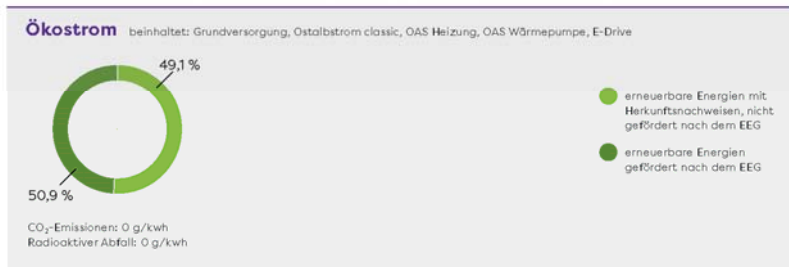 Ökostrom beinhaltet: Grundversorgung, Ostalbstrom classic, OAS Heizung, OAS Wärmepumpe, E-Drive
49,1 %
erneuerbare Energien mit
Herkunftsnachweisen, nicht
gefördert nach dem EEG
erneuerbare Energien
gefördert nach dem EEG
50,9 %
CO₂-Emissionen: 0 g/kwh
Radioaktiver Abfall: 0 g/kwh